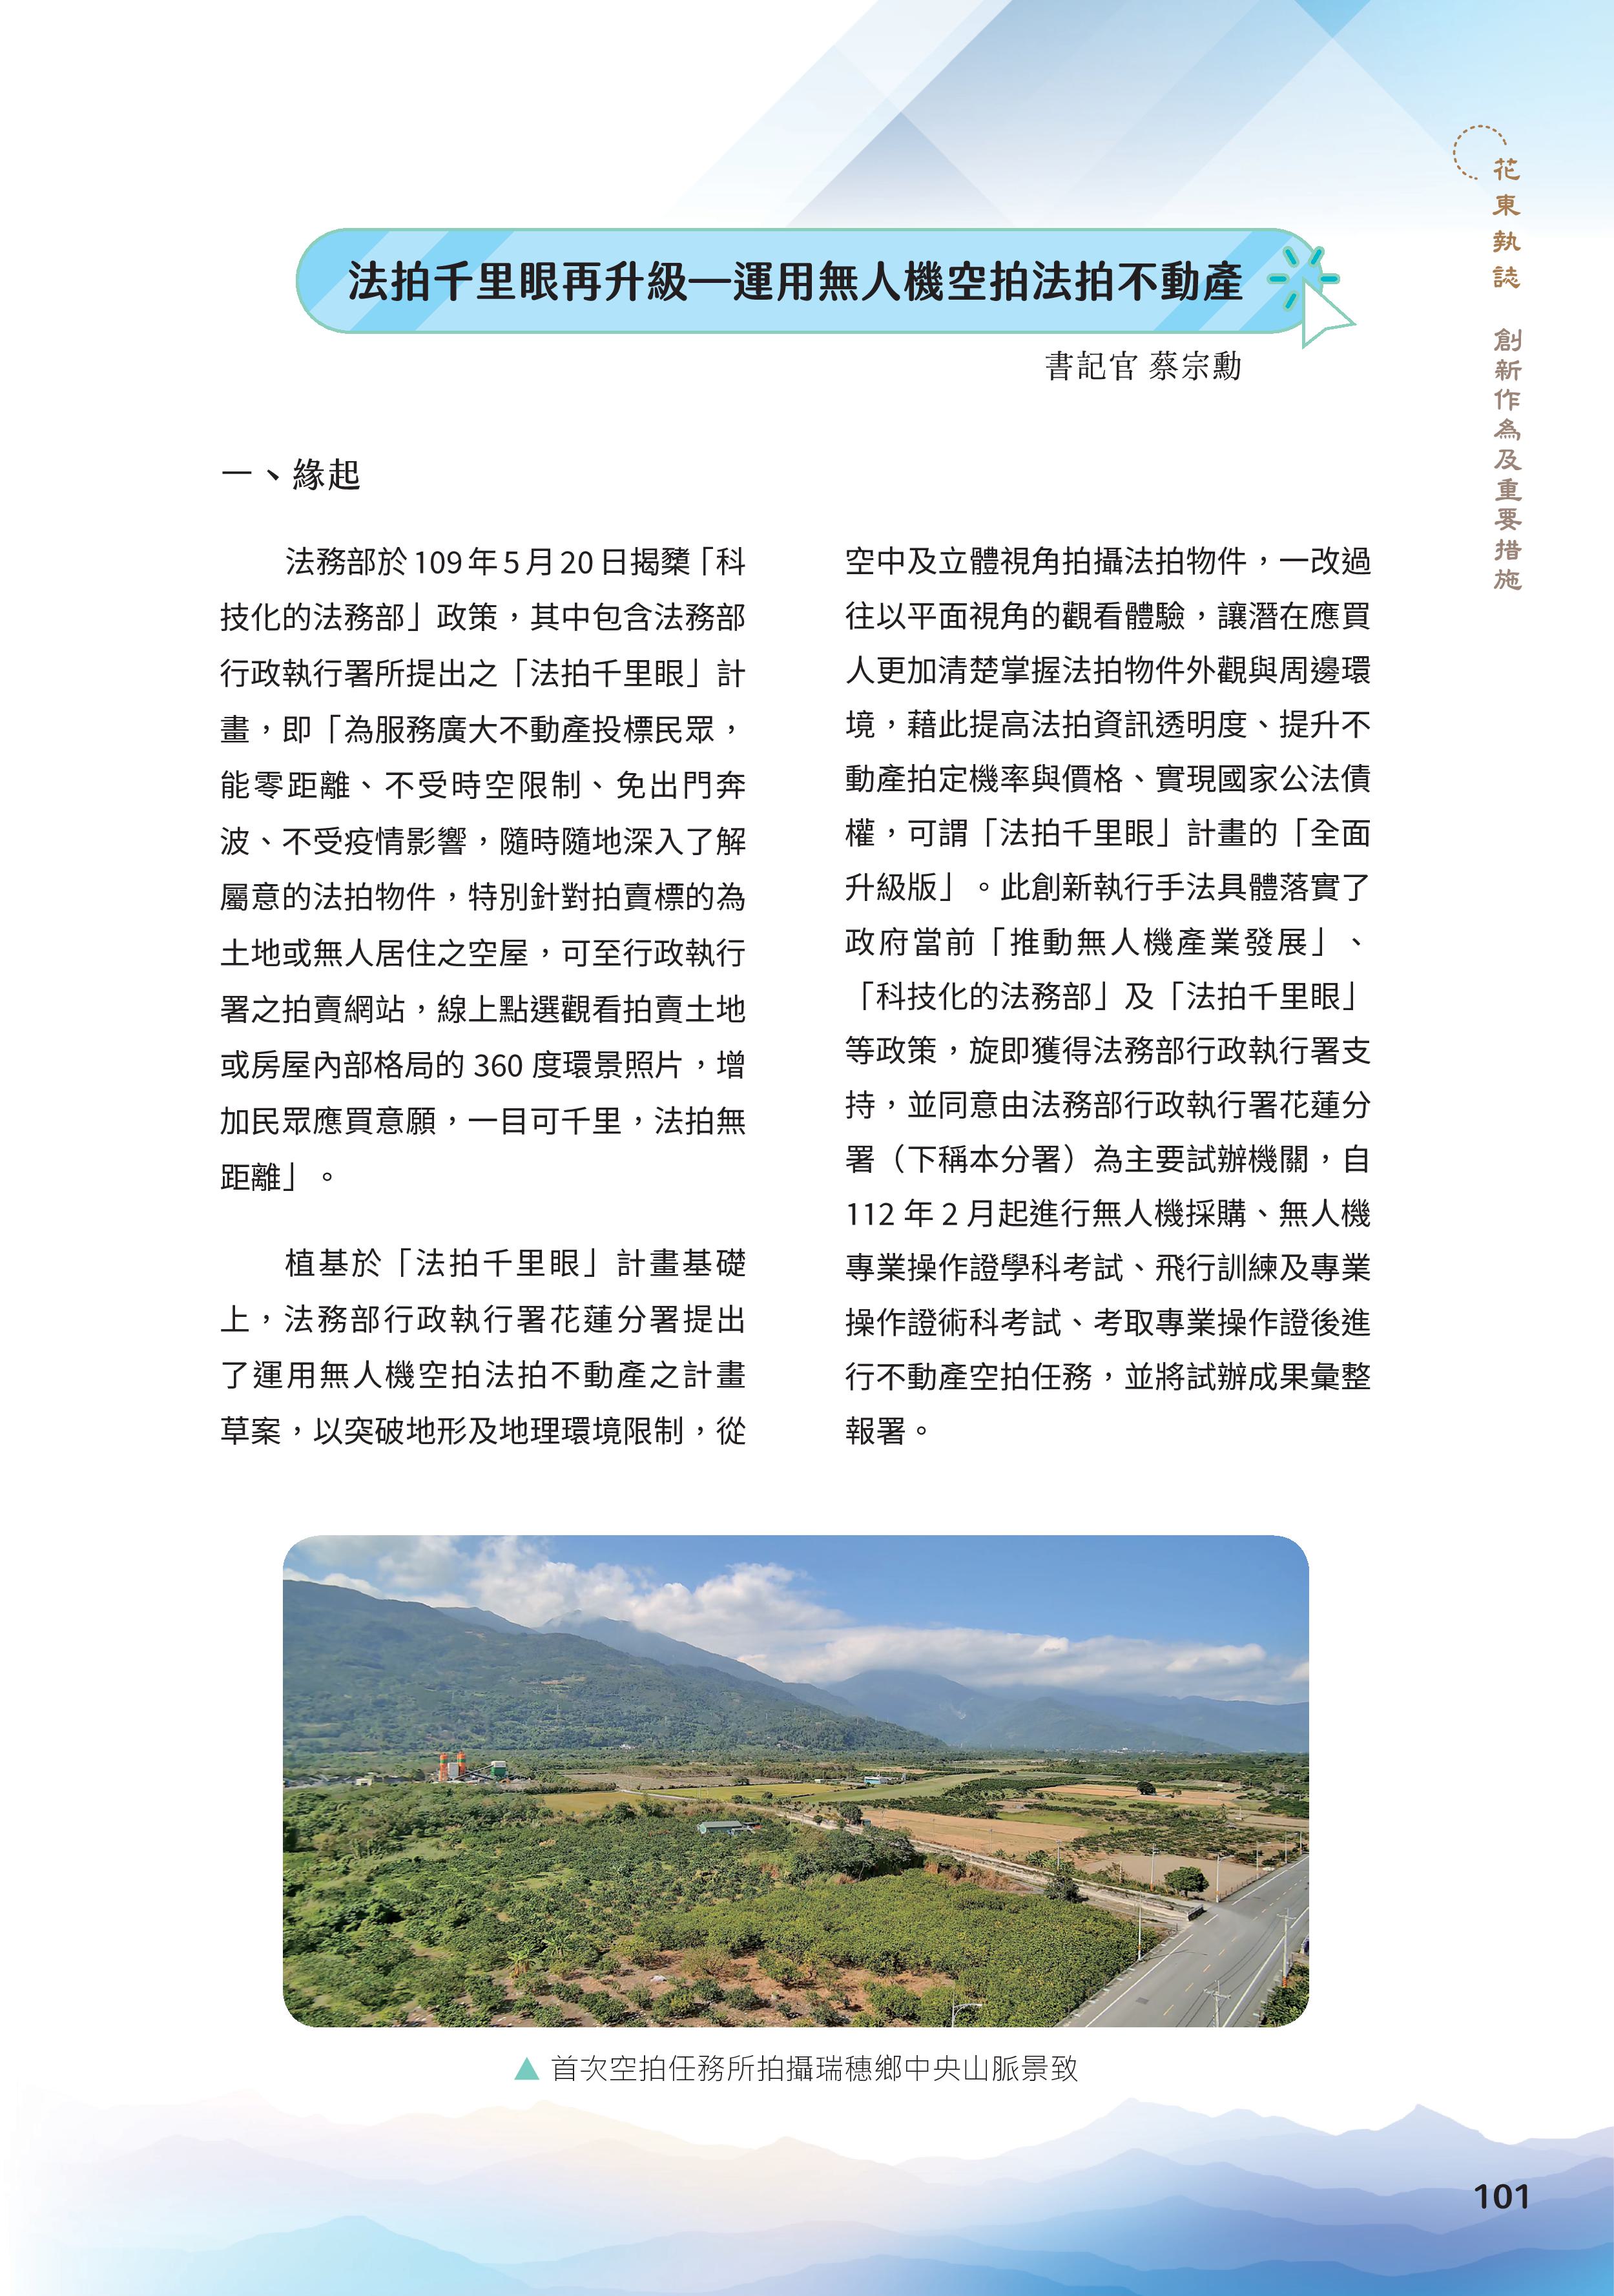 花東執誌 創新作為及重要措施
法拍千里眼再升級—運用無人機空拍法拍不動產
書記官 蔡宗勳
一、緣起
法務部於109年5月20日揭櫫「科
技化的法務部」政策，其中包含法務部
行政執行署所提出之「法拍千里眼」計
畫，即「為服務廣大不動產投標民眾，
能零距離、不受時空限制、免出門奔
波、不受疫情影響，隨時隨地深入了解
屬意的法拍物件，特別針對拍賣標的為
土地或無人居住之空屋，可至行政執行
署之拍賣網站，線上點選觀看拍賣土地
或房屋內部格局的 360 度環景照片，增
加民眾應買意願，一目可千里，法拍無
距離」。
植基於「法拍千里眼」計畫基礎
上，法務部行政執行署花蓮分署提出
了運用無人機空拍法拍不動產之計畫
草案，以突破地形及地理環境限制，從
空中及立體視角拍攝法拍物件，一改過
往以平面視角的觀看體驗，讓潛在應買
人更加清楚掌握法拍物件外觀與周邊環
境，藉此提高法拍資訊透明度、提升不
動產拍定機率與價格、實現國家公法債
權，可謂「法拍千里眼」計畫的「全面
升級版」。此創新執行手法具體落實了
政府當前「推動無人機產業發展」、
「科技化的法務部」及「法拍千里眼」
等政策，旋即獲得法務部行政執行署支
持，並同意由法務部行政執行署花蓮分
署（下稱本分署）為主要試辦機關，自
112 年 2 月起進行無人機採購、無人機
專業操作證學科考試、飛行訓練及專業
操作證術科考試、考取專業操作證後進
行不動產空拍任務，並將試辦成果彙整
報署。
▲ 首次空拍任務所拍攝瑞穗鄉中央山脈景致
101